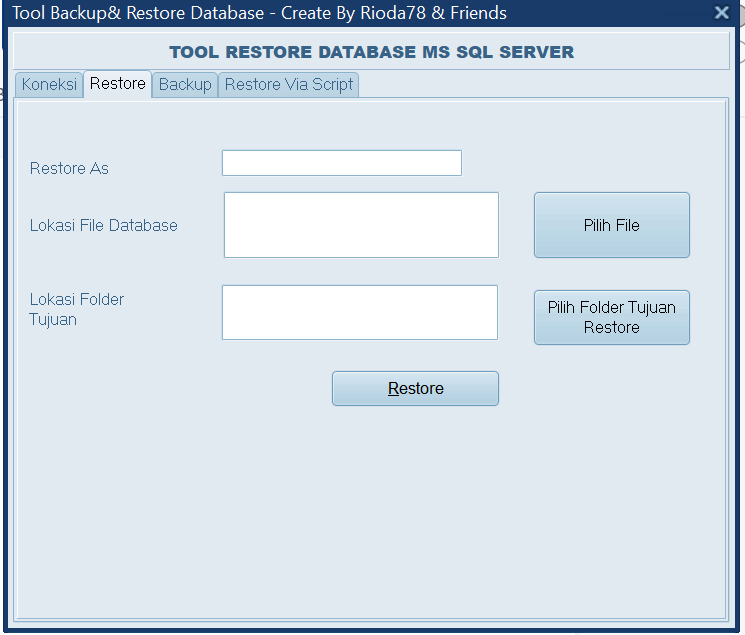 Tool Backup& Restore Database - Create By Rioda78 & Friends
TOOL RESTORE DATABASE MS SQL SERVER
Koneksi Restore Backup Restore Via Script
Restore As
Lokasi File Database
Pilih File
Lokasi Folder
Tujuan
Pilih Folder Tujuan
Restore
Restore